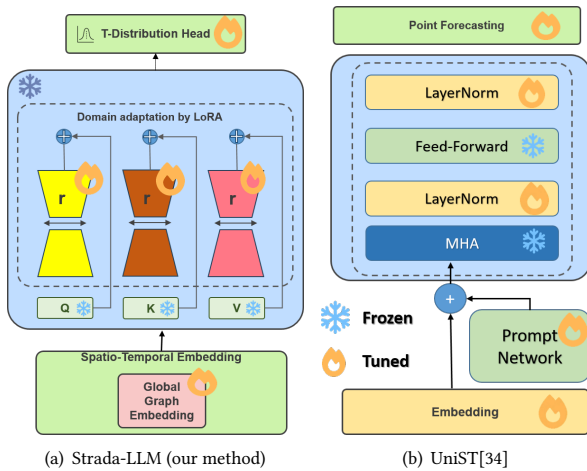 T-Distribution Head
Domain adaptation by LoRA
r
r
r
Q
K
V
Spatio-Temporal Embedding
Global
Graph
Embedding
(a) Strada-LLM (our method)
Point Forecasting
LayerNorm
Feed-Forward
LayerNorm
MHA
+
Frozen
Tuned
Prompt
Network
Embedding
(b) UniST[34]